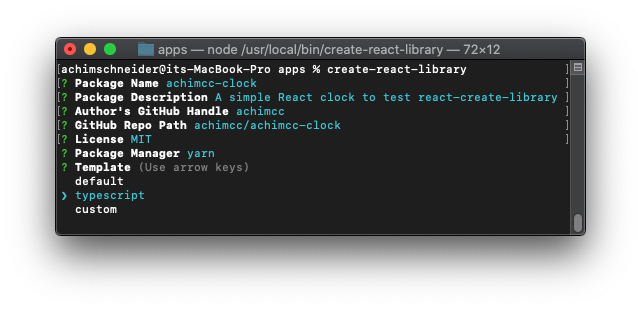 apps — node /usr/local/bin/create-react-library — 72×12
[achimschneider@its-MacBook-Pro apps % create-react-library ]
[? Package Name achimcc-clock ]
[? Package Description A simple React clock to test react-create-library ]
[? Author's GitHub Handle achimcc ]
[? GitHub Repo Path achimcc/achimcc-clock ]
[? License MIT ]
? Package Manager yarn
? Template (Use arrow keys)
default
❯ typescript
custom